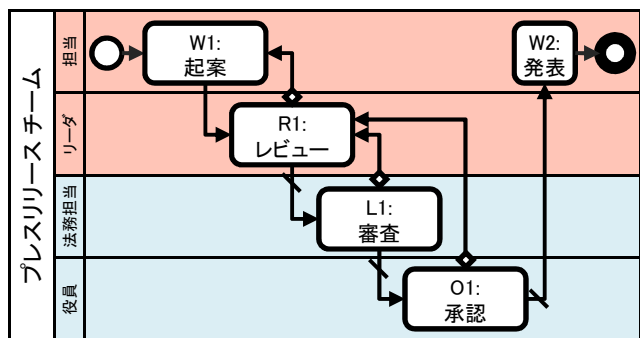 プレスリリース チーム
担当
リーダ
法務担当
役員
W1:
起案
R1:
レビュー
L1:
審査
O1:
承認
W2:
発表